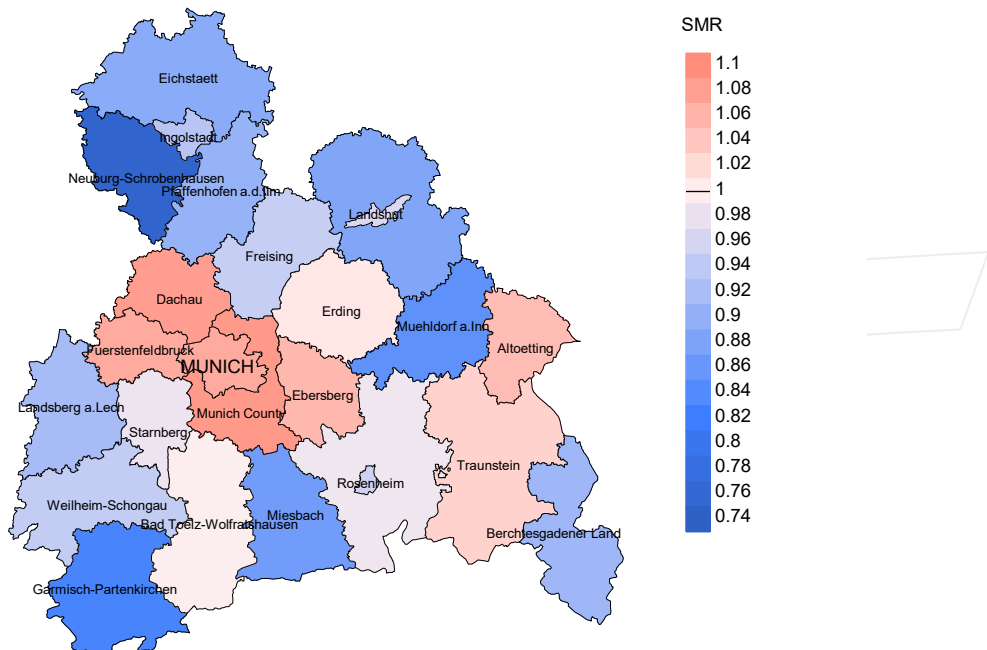 SMR
1.1
1.08
1.06
1.04
1.02
1
0.98
0.96
0.94
0.92
0.9
0.88
0.86
0.84
0.82
0.8
0.78
0.76
0.74
Eichstaett
Ingolstadt
Neuburg-Schrobenhausen
Pfaffenhofen a.d.Ilm
Landshut
Freising
Dachau
Erding
Muehldorf a.Inn
Fuerstenfeldbruck
Altoetting
MUNICH
Ebersberg
Landsberg a.Lech
Munich County
Starnberg
Traunstein
Rosenheim
Weilheim-Schongau
Miesbach
Bad Toelz-Wolfratshausen
Berchtesgadener Land
Garmisch-Partenkirchen